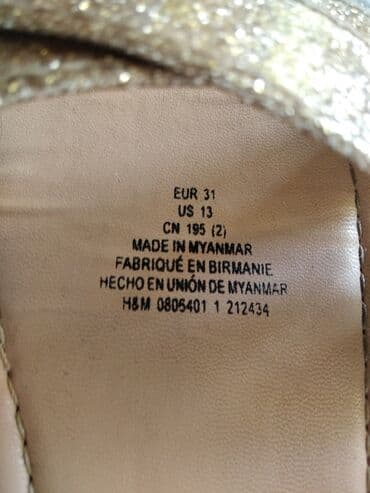 EUR 31
US 13
CN 195 (2)
MADE IN MYANMAR
FABRIQUÉ EN BIRMANIE
HECHO EN UNIÓN DE MYANMAR
H&M 0805401 1 212434